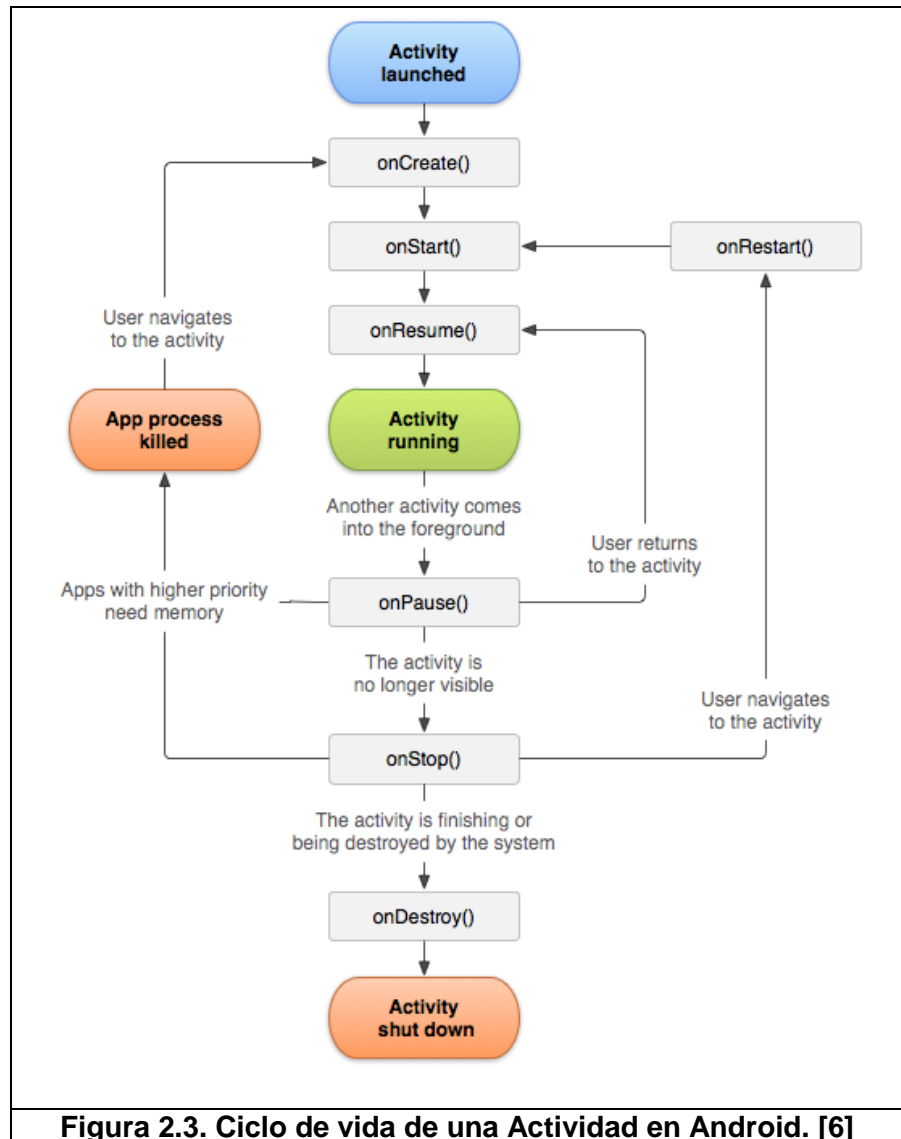 Activity
launched
onCreate()
onStart()
onRestart()
onResume()
User navigates
to the activity
App process
killed
Activity
running
Another activity comes
into the foreground
User returns
to the activity
Apps with higher priority
need memory
onPause()
The activity is
no longer visible
User navigates
to the activity
onStop()
The activity is finishing or
being destroyed by the system
onDestroy()
Activity
shut down
Figura 2.3. Ciclo de vida de una Actividad en Android. [6]